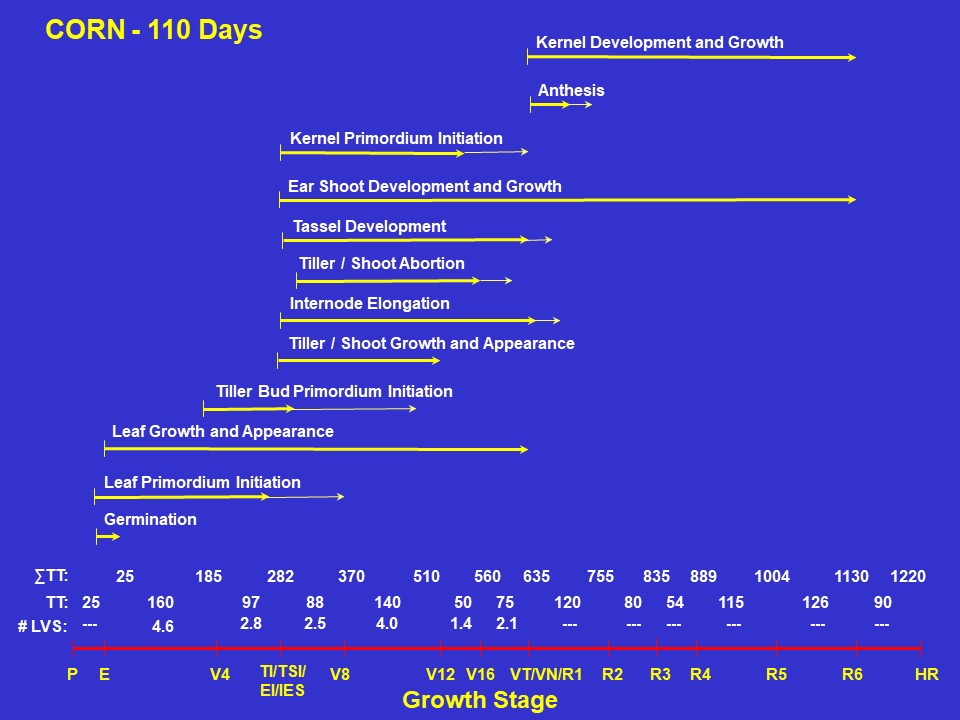 CORN - 110 Days
Kernel Development and Growth
Anthesis
Kernel Primordium Initiation
Ear Shoot Development and Growth
Tassel Development
Tiller / Shoot Abortion
Internode Elongation
Tiller / Shoot Growth and Appearance
Tiller Bud Primordium Initiation
Leaf Growth and Appearance
Leaf Primordium Initiation
Germination
∑TT: 25 185 282 370 510 560 635 755 835 889 1004 1130 1220
TT: 25 160 97 88 140 50 75 120 80 54 115 126 90
# LVS: --- 4.6 2.8 2.5 4.0 1.4 2.1 --- --- --- --- --- ---
P E V4 TI/TSI/ V8 V12 V16 VT/VN/R1 R2 R3 R4 R5 R6 HR
EI/IES
Growth Stage